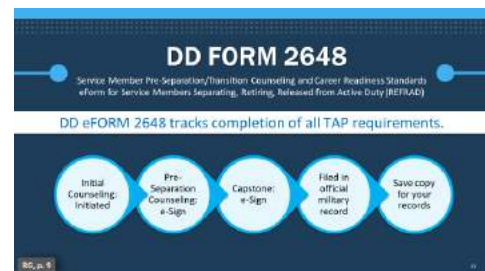 DD FORM 2648
Service Member Pre-Separation/Transition Counseling and Career Readiness Standards
eForm for Service Members Separating, Retiring, Released from Active Duty (REFRAD)
DD eFORM 2648 tracks completion of all TAP requirements.
Initial
Counseling:
Initiated
Pre-
Separation
Counseling:
e-Sign
Capstone:
e-Sign
Filed in
official
military
record
Save copy
for your
records
RG, p. 9